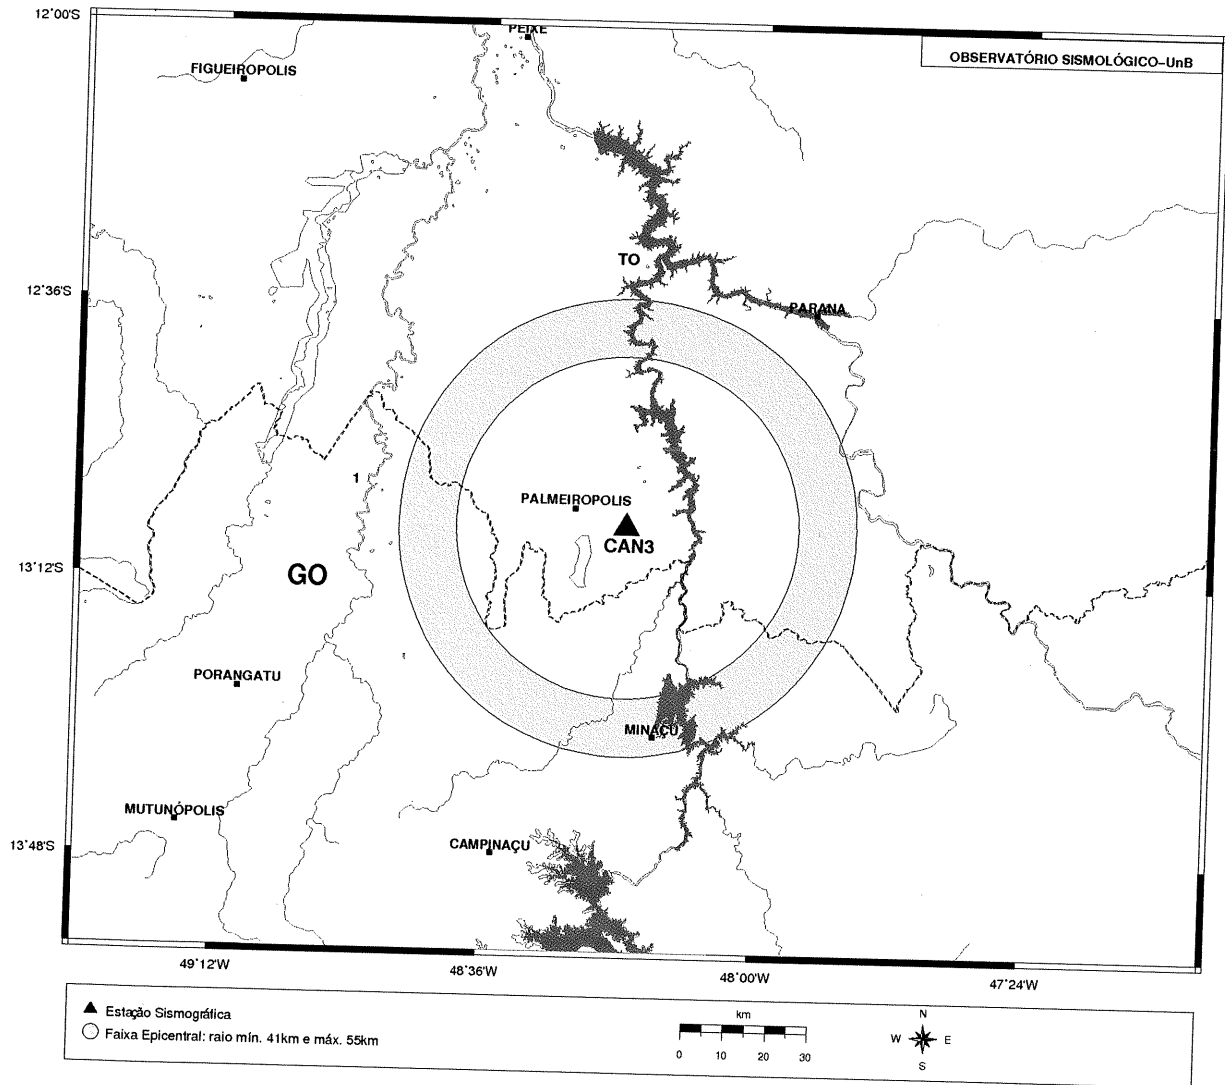 12°00'S
PEIXE
OBSERVATÓRIO SISMOLÓGICO-UnB
FIGUEIROPOLIS
TO
12°36'S
PARANA
1
PALMEIROPOLIS
CAN3
13°12'S
GO
PORANGATU
MINAÇU
MUTUNÓPOLIS
13°48'S
CAMPINAÇU
49°12'W
48°36'W
48°00'W
47°24'W
Estação Sismográfica
Faixa Epicentral: raio mín. 41km e máx. 55km
km
0 10 20 30
N
W E
S